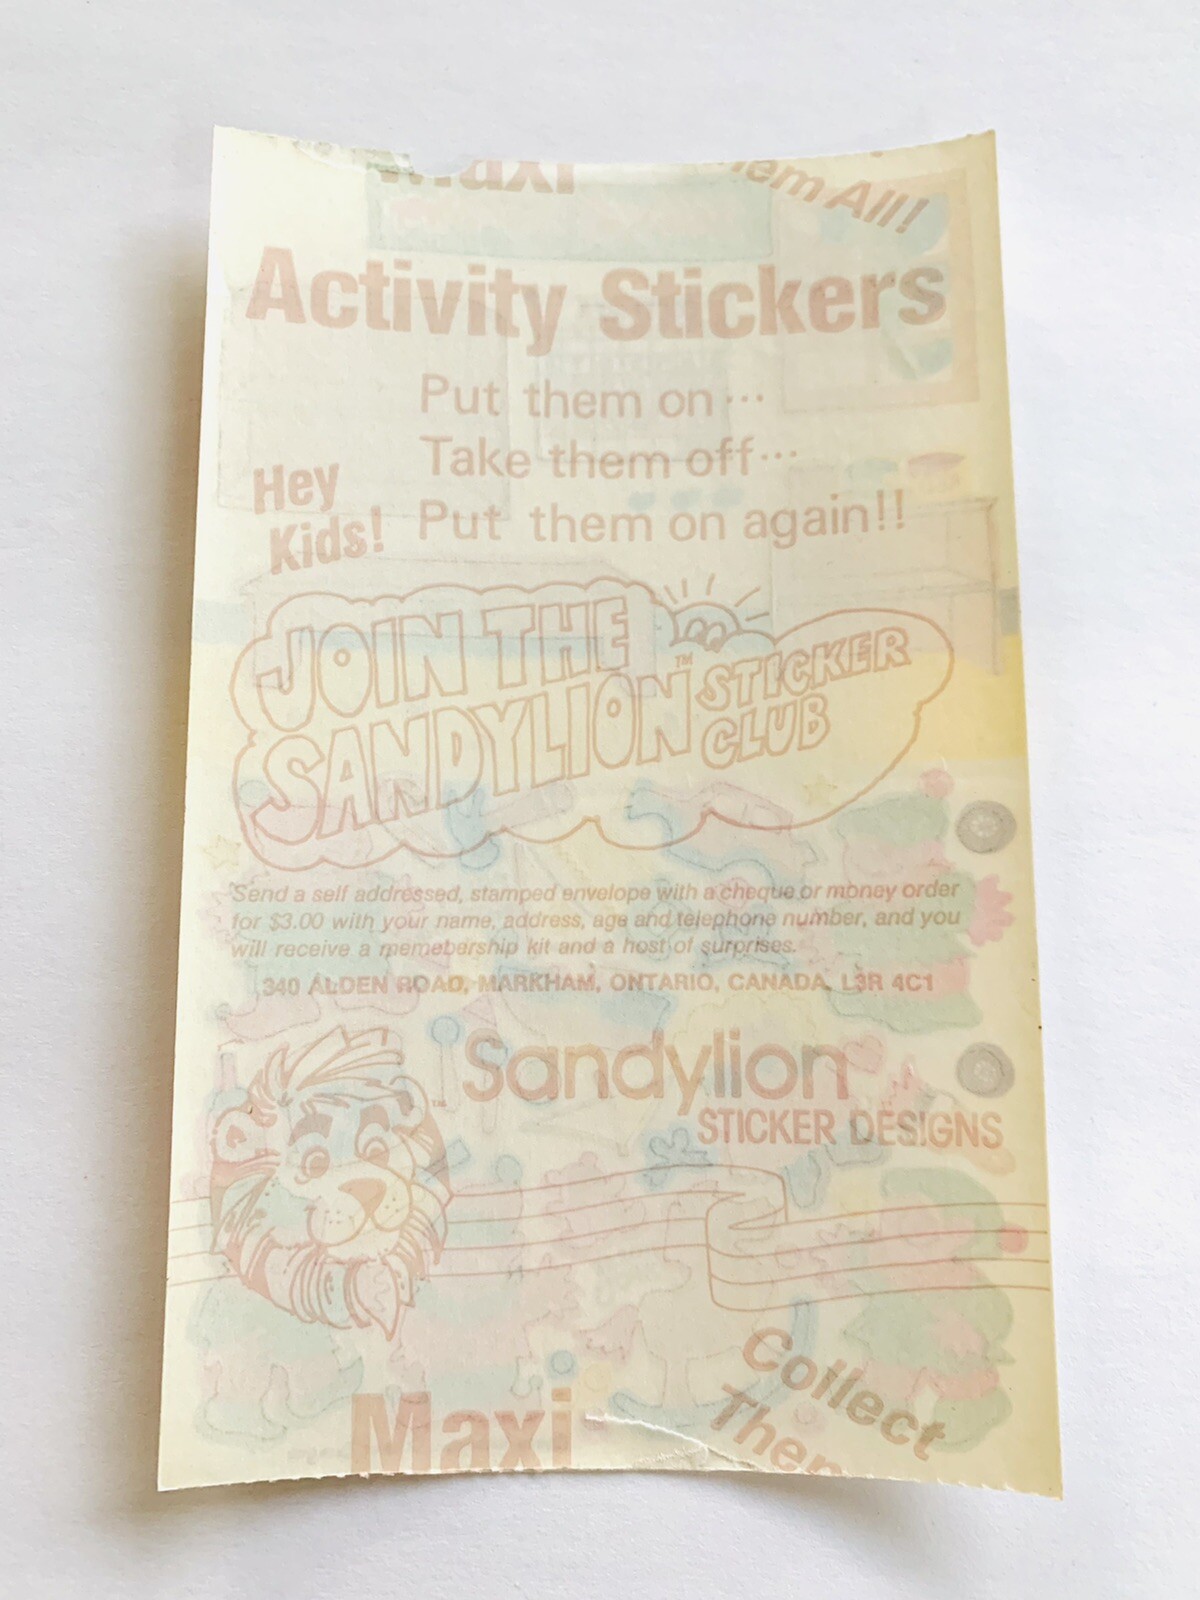 Maxi
em All!
Activity Stickers
Put them on...
Take them off...
Put them on again!!
Hey
Kids!
JOIN THE
SANDYLION™ STICKER
CLUB
Send a self addressed, stamped envelope with a cheque or money order
for $3.00 with your name, address, age and telephone number, and you
will receive a memebership kit and a host of surprises.
340 ALDEN ROAD, MARKHAM, ONTARIO, CANADA, L3R 4C1
™ Sandylion
STICKER DESIGNS
Maxi
Collect
Them